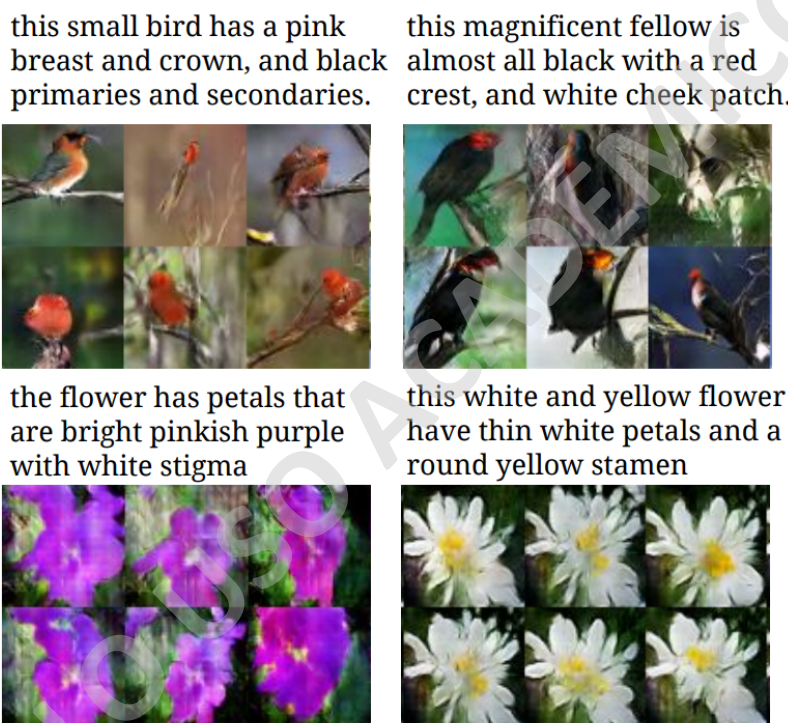 this small bird has a pink
breast and crown, and black
primaries and secondaries.
this magnificent fellow is
almost all black with a red
crest, and white cheek patch.
the flower has petals that
are bright pinkish purple
with white stigma
this white and yellow flower
have thin white petals and a
round yellow stamen
O USO ACADEMICO